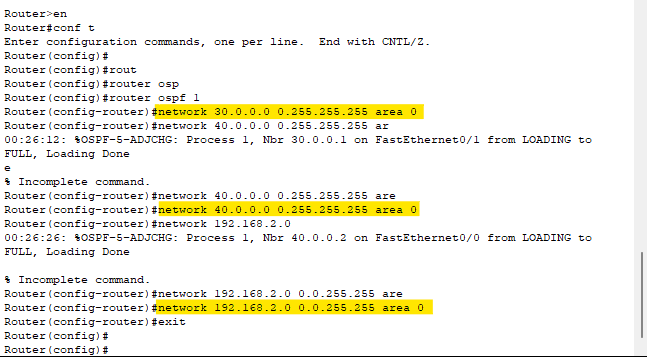 Router>en
Router#conf t
Enter configuration commands, one per line.  End with CNTL/Z.
Router(config)#
Router(config)#rout
Router(config)#router osp
Router(config)#router ospf 1
Router(config-router)#network 30.0.0.0 0.255.255.255 area 0
Router(config-router)#network 40.0.0.0 0.255.255.255 ar
00:26:12: %OSPF-5-ADJCHG: Process 1, Nbr 30.0.0.1 on FastEthernet0/1 from LOADING to
FULL, Loading Done
e
% Incomplete command.
Router(config-router)#network 40.0.0.0 0.255.255.255 are
Router(config-router)#network 40.0.0.0 0.255.255.255 area 0
Router(config-router)#network 192.168.2.0
00:26:26: %OSPF-5-ADJCHG: Process 1, Nbr 40.0.0.2 on FastEthernet0/0 from LOADING to
FULL, Loading Done
% Incomplete command.
Router(config-router)#network 192.168.2.0 0.0.255.255 are
Router(config-router)#network 192.168.2.0 0.0.255.255 area 0
Router(config-router)#exit
Router(config)#
Router(config)#